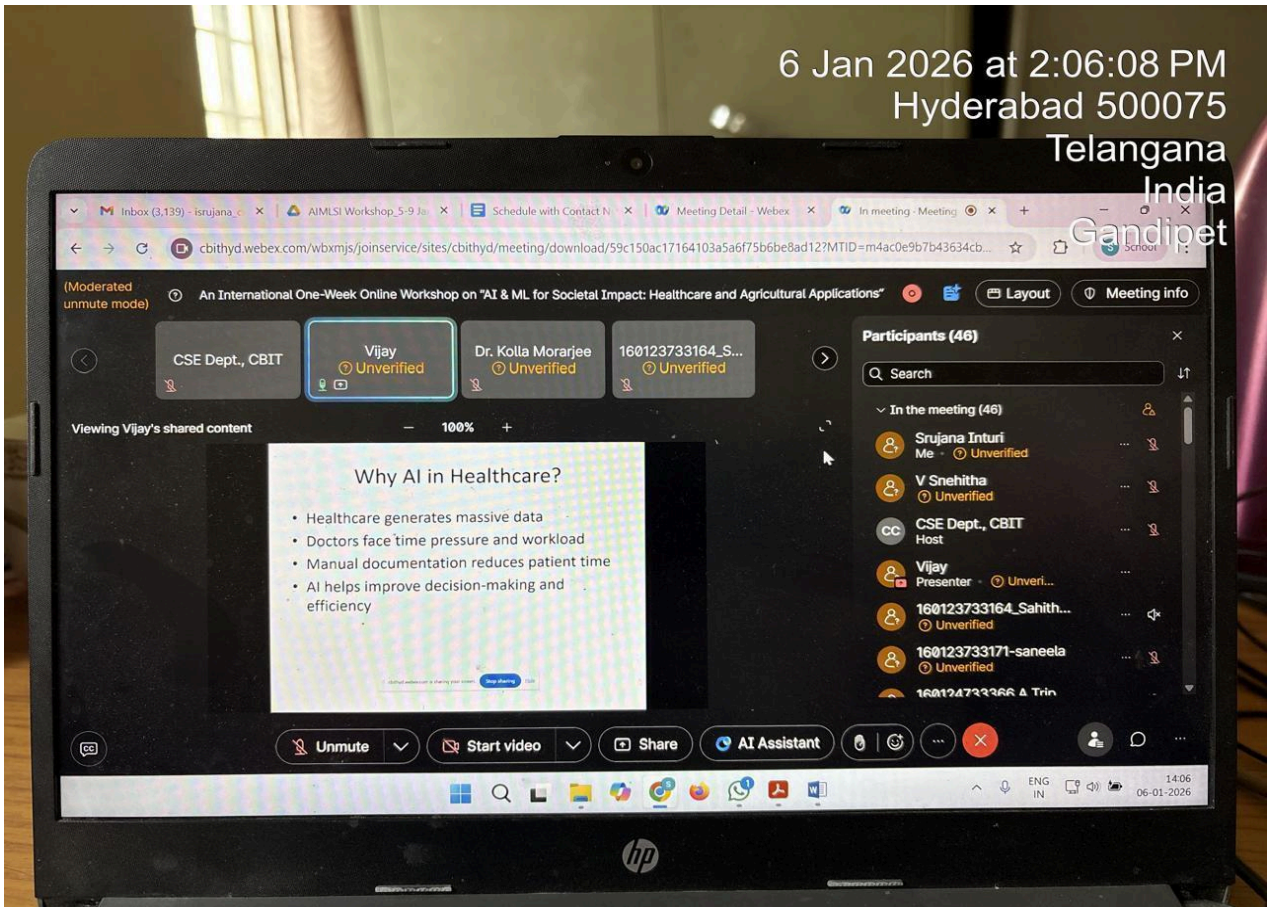 6 Jan 2026 at 2:06:08 PM
Hyderabad 500075
Telangana
India
Gandipet
Inbox (3,139) - isrujana_c
AIMLSI Workshop_5-9 Ja
Schedule with Contact N
Meeting Detail - Webex
In meeting - Meeting
cbithyd.webex.com/wbxmjs/joinservice/sites/cbithyd/meeting/download/59c150ac17164103a5a6f75b6be8ad12?MTID=m4ac0e9b7b43634cb...
School
(Moderated
unmute mode)
An International One-Week Online Workshop on "AI & ML for Societal Impact: Healthcare and Agricultural Applications"
Layout
Meeting info
CSE Dept., CBIT
Vijay
Unverified
Dr. Kolla Morarjee
Unverified
160123733164_S...
Unverified
Participants (46)
Search
In the meeting (46)
Srujana Inturi
Me Unverified
V Snehitha
Unverified
CC
CSE Dept., CBIT
Host
Vijay
Presenter Unveri...
160123733164_Sahith...
Unverified
160123733171-saneela
Unverified
160124733366 A Trip
Viewing Vijay's shared content
100%
Why AI in Healthcare?
• Healthcare generates massive data
• Doctors face time pressure and workload
• Manual documentation reduces patient time
• AI helps improve decision-making and
efficiency
Stop sharing
Hide
CC
Unmute
Start video
Share
AI Assistant
ENG
IN
14:06
06-01-2026
hp